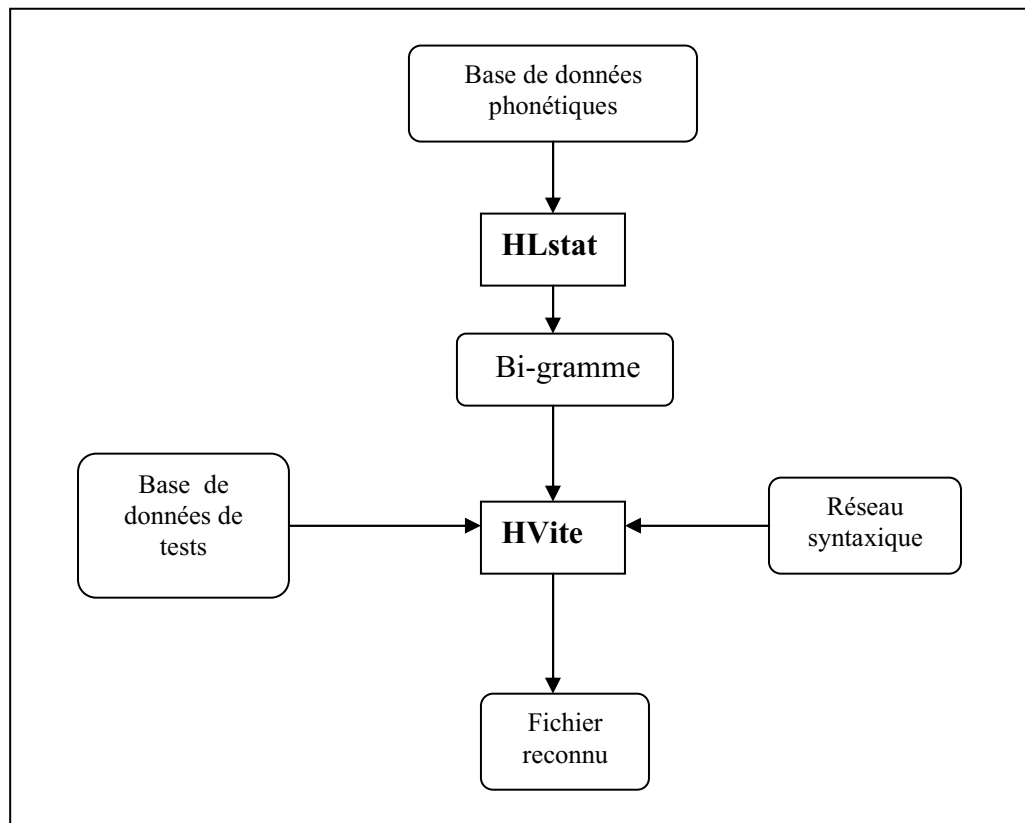 Base de données
phonétiques
HLstat
Bi-gramme
Base de
données de
tests
HVite
Réseau
syntaxique
Fichier
reconnu